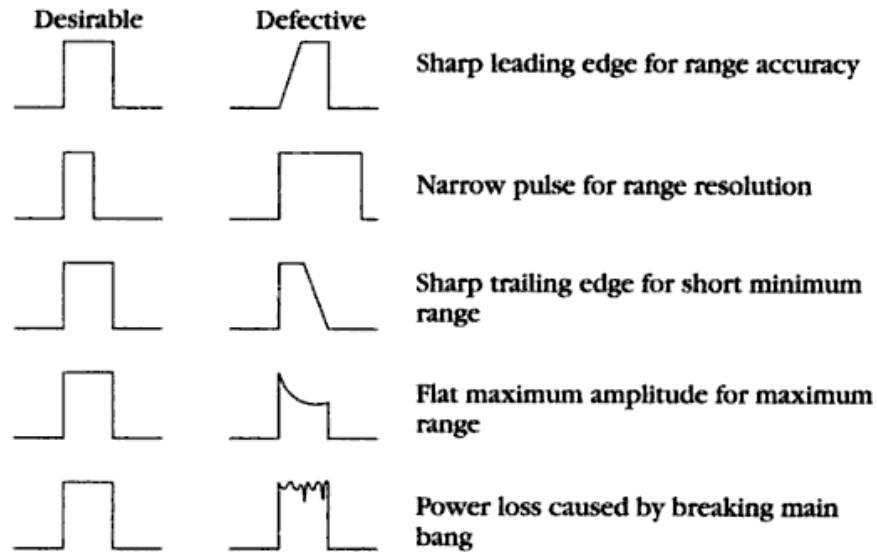 Desirable
Defective
Sharp leading edge for range accuracy
Narrow pulse for range resolution
Sharp trailing edge for short minimum
range
Flat maximum amplitude for maximum
range
Power loss caused by breaking main
bang